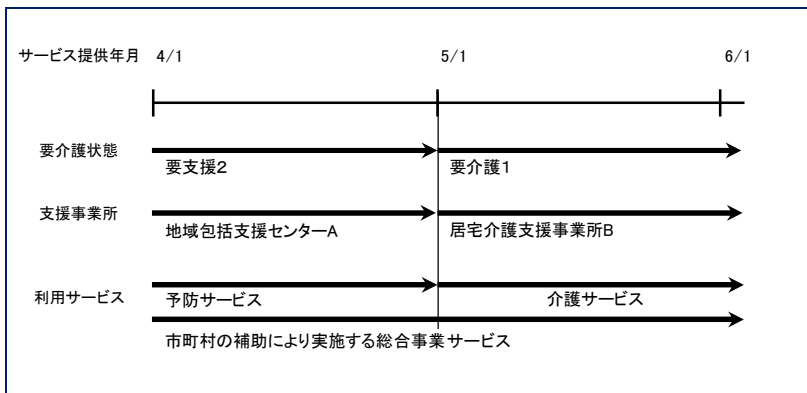 サービス提供年月 4/1 5/1 6/1
要介護状態
要支援2 要介護1
支援事業所
地域包括支援センターA 居宅介護支援事業所B
利用サービス
予防サービス 介護サービス
市町村の補助により実施する総合事業サービス